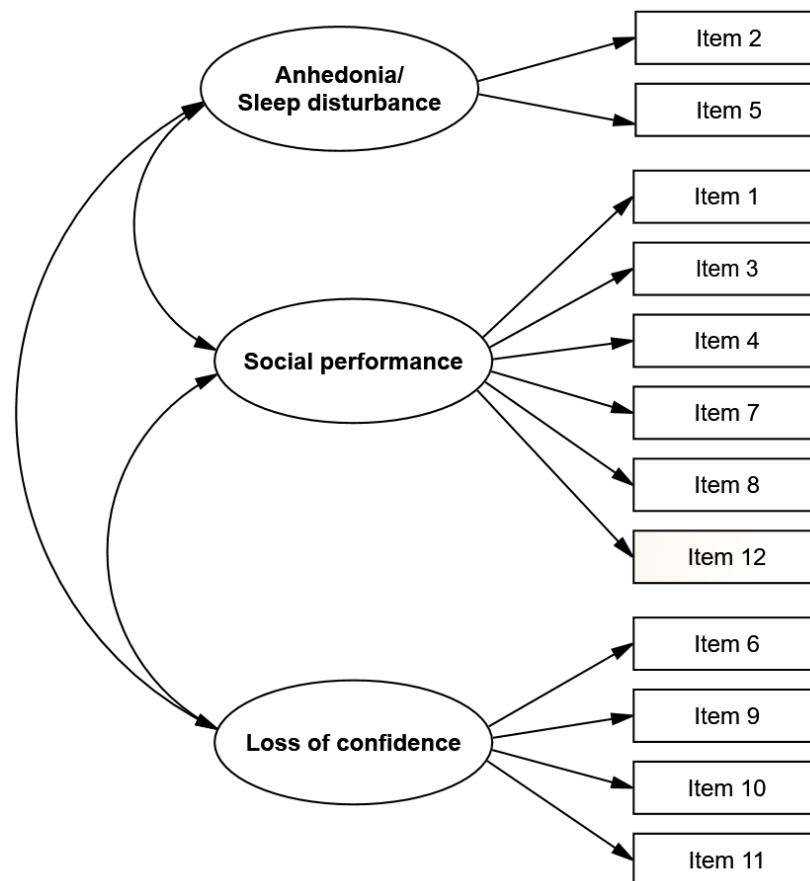 Anhedonia/
Sleep disturbance
Item 2
Item 5
Item 1
Item 3
Social performance
Item 4
Item 7
Item 8
Item 12
Item 6
Item 9
Loss of confidence
Item 10
Item 11